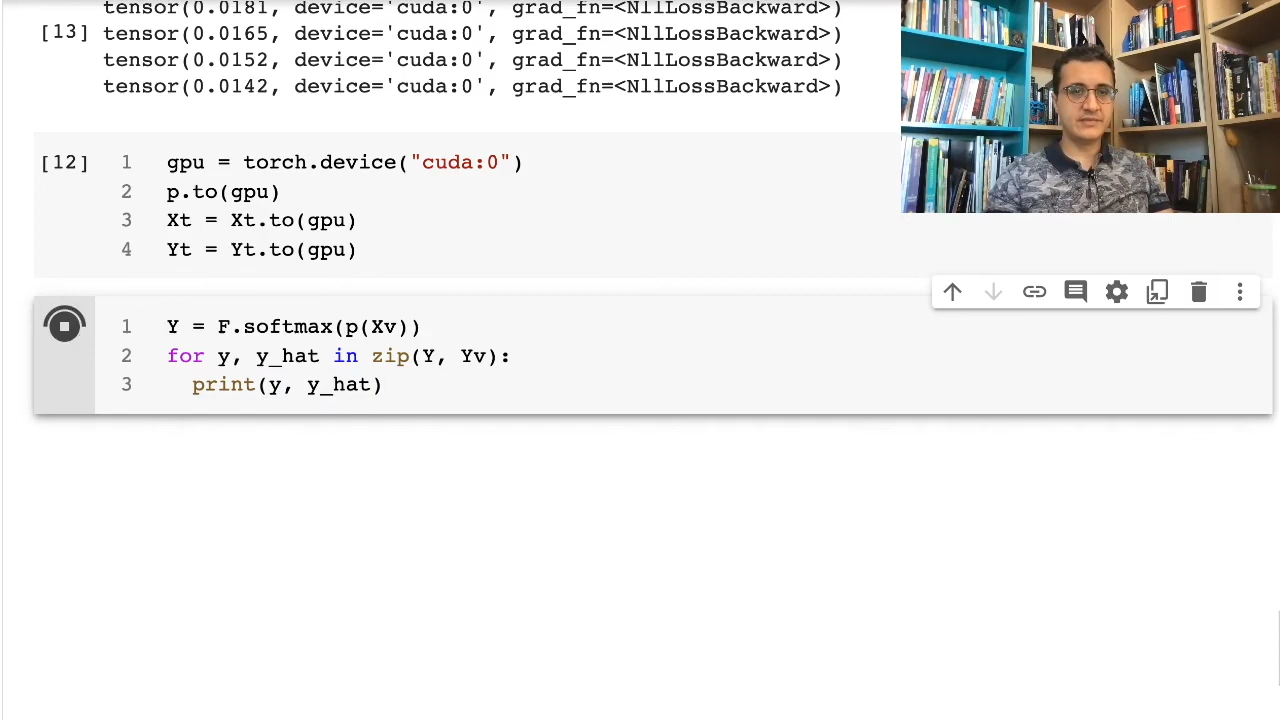 tensor(0.0181, device='cuda:0', grad_fn=<NllLossBackward>)
[13] tensor(0.0165, device='cuda:0', grad_fn=<NllLossBackward>)
tensor(0.0152, device='cuda:0', grad_fn=<NllLossBackward>)
tensor(0.0142, device='cuda:0', grad_fn=<NllLossBackward>)
[12] 1 gpu = torch.device("cuda:0")
2 p.to(gpu)
3 Xt = Xt.to(gpu)
4 Yt = Yt.to(gpu)
1 Y = F.softmax(p(Xv))
2 for y, y_hat in zip(Y, Yv):
3 print(y, y_hat)